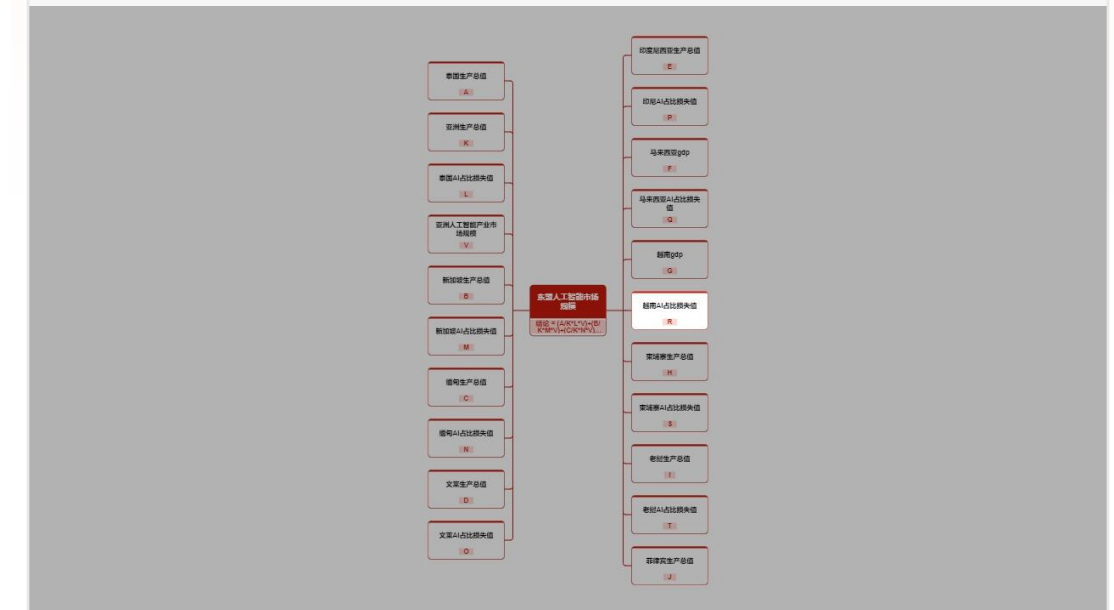 泰国生产总值
A
亚洲生产总值
K
泰国AI占比损失值
L
亚洲人工智能产业市
场规模
V
新加坡生产总值
B
新加坡AI占比损失值
M
缅甸生产总值
C
缅甸AI占比损失值
N
文莱生产总值
D
文莱AI占比损失值
O
东盟人工智能市场
规模
结论 = (A/K*L*V)+(B/
K*M*V)+(C/K*N*V)...
印度尼西亚生产总值
E
印尼AI占比损失值
P
马来西亚gdp
F
马来西亚AI占比损失
值
Q
越南gdp
G
越南AI占比损失值
R
柬埔寨生产总值
H
柬埔寨AI占比损失值
S
老挝生产总值
I
老挝AI占比损失值
T
菲律宾生产总值
J